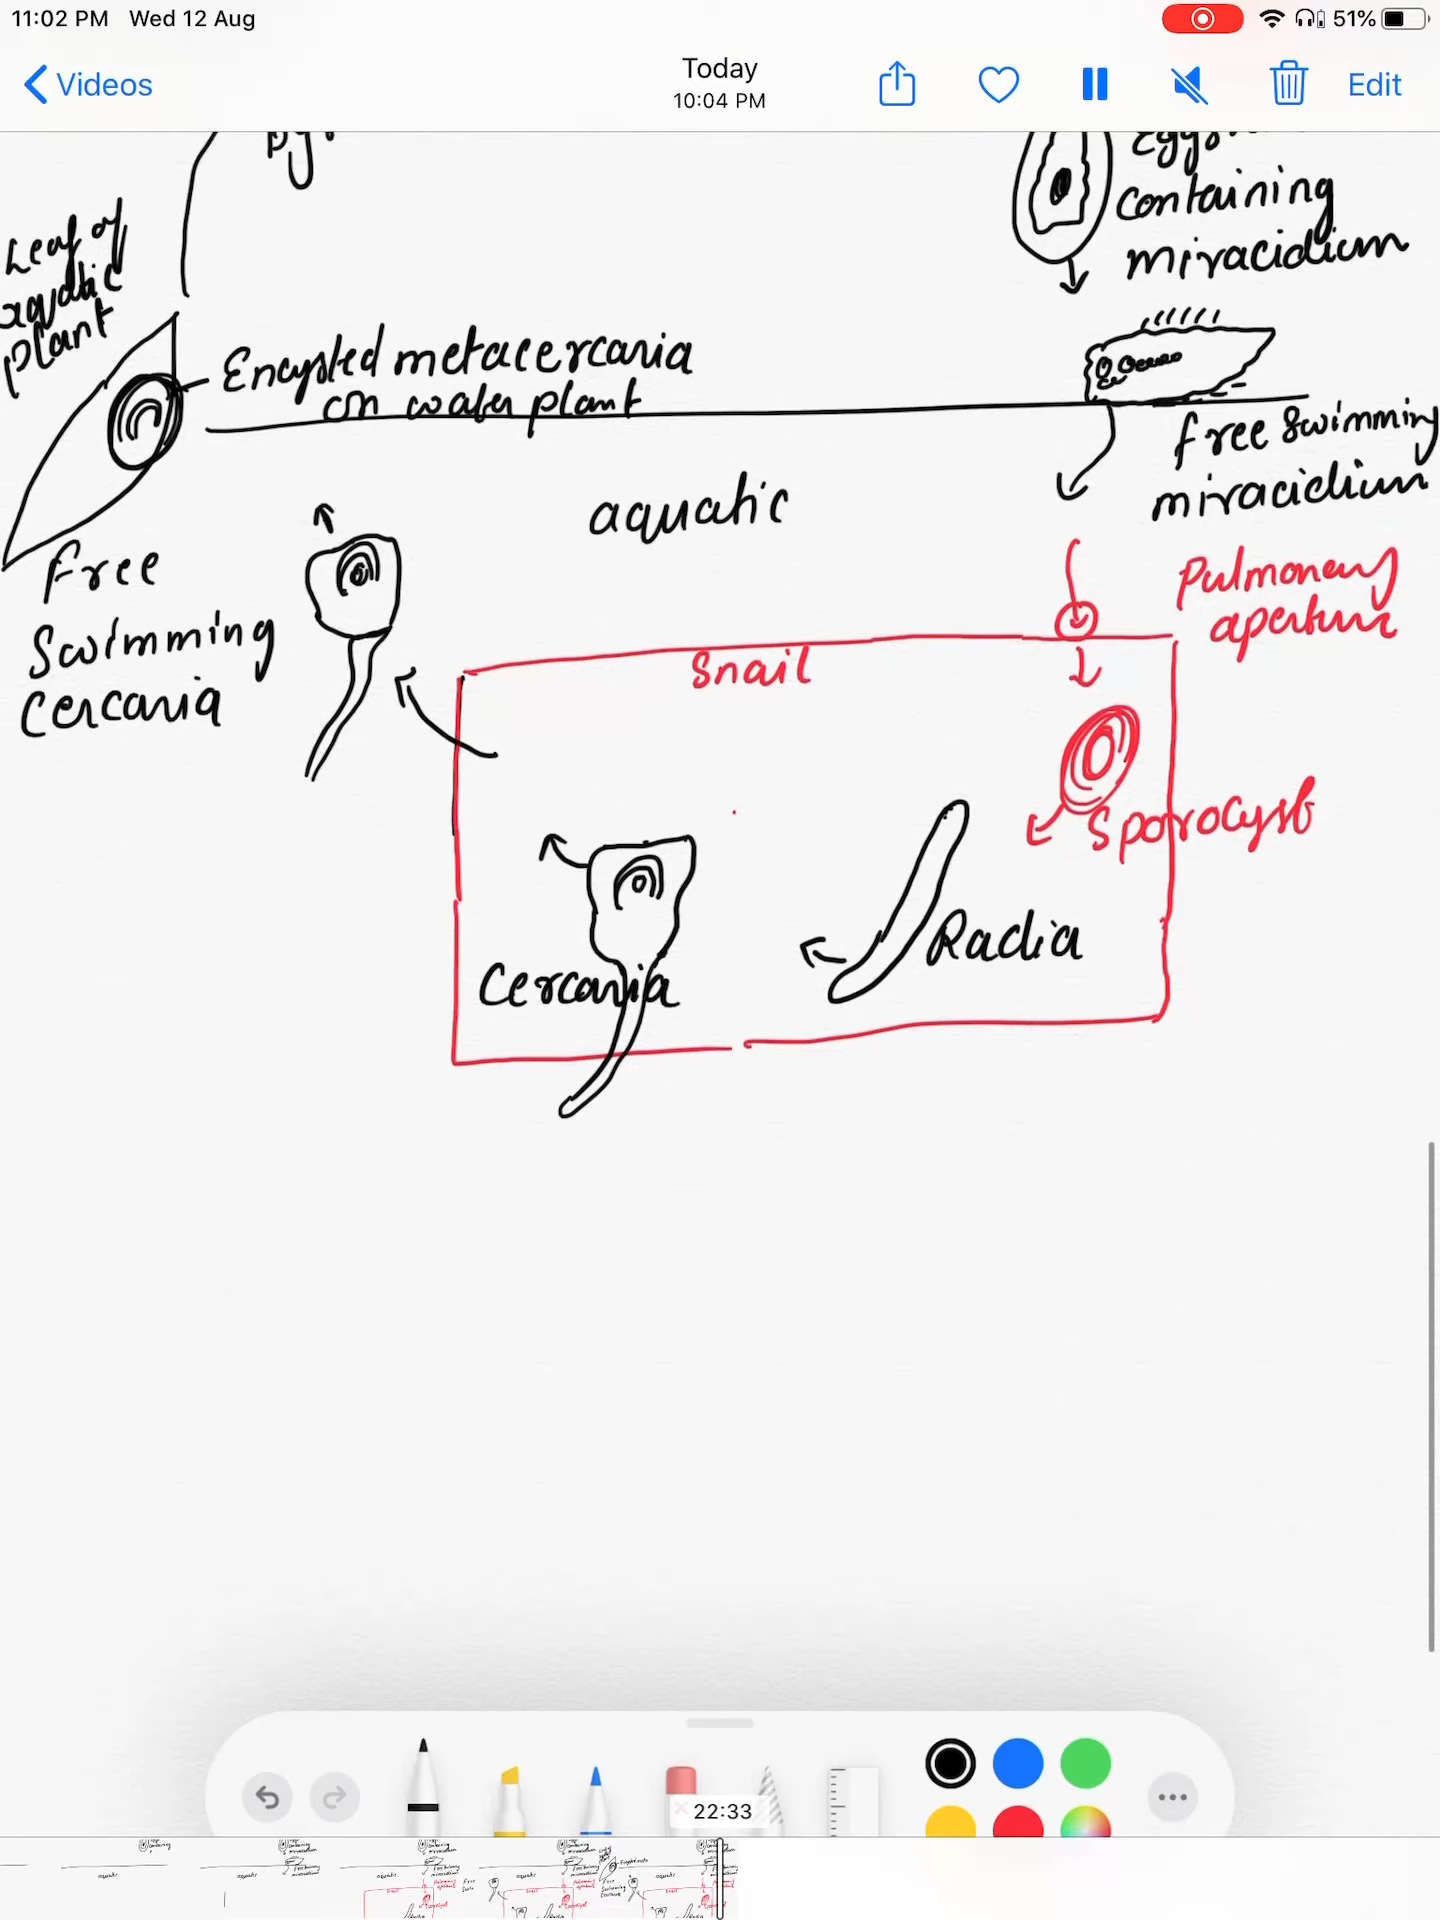 11:02 PM Wed 12 Aug
51%
Videos
Today
10:04 PM
Edit
containing
miracidium
Leaf of
aquatic
plant
Encysted metacercaria
on water plant
free swimming
miracidium
aquatic
Free
Swimming
Cercaria
Pulmonary
aperture
Snail
Sporocyst
Radia
Cercaria
22:33